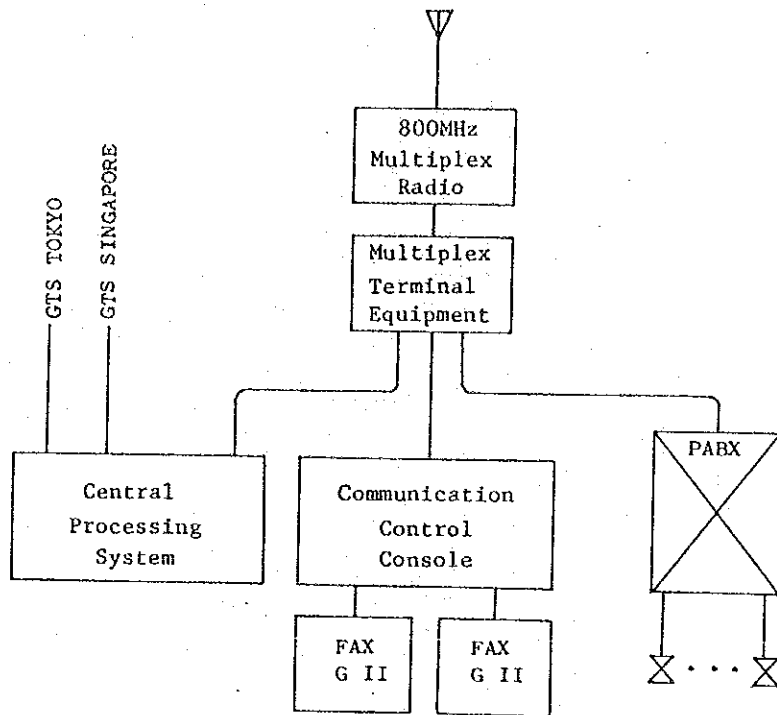 800MHz
Multiplex
Radio
Multiplex
Terminal
Equipment
GTS TOKYO
GTS SINGAPORE
Central
Processing
System
Communication
Control
Console
PABX
FAX
G II
FAX
G II